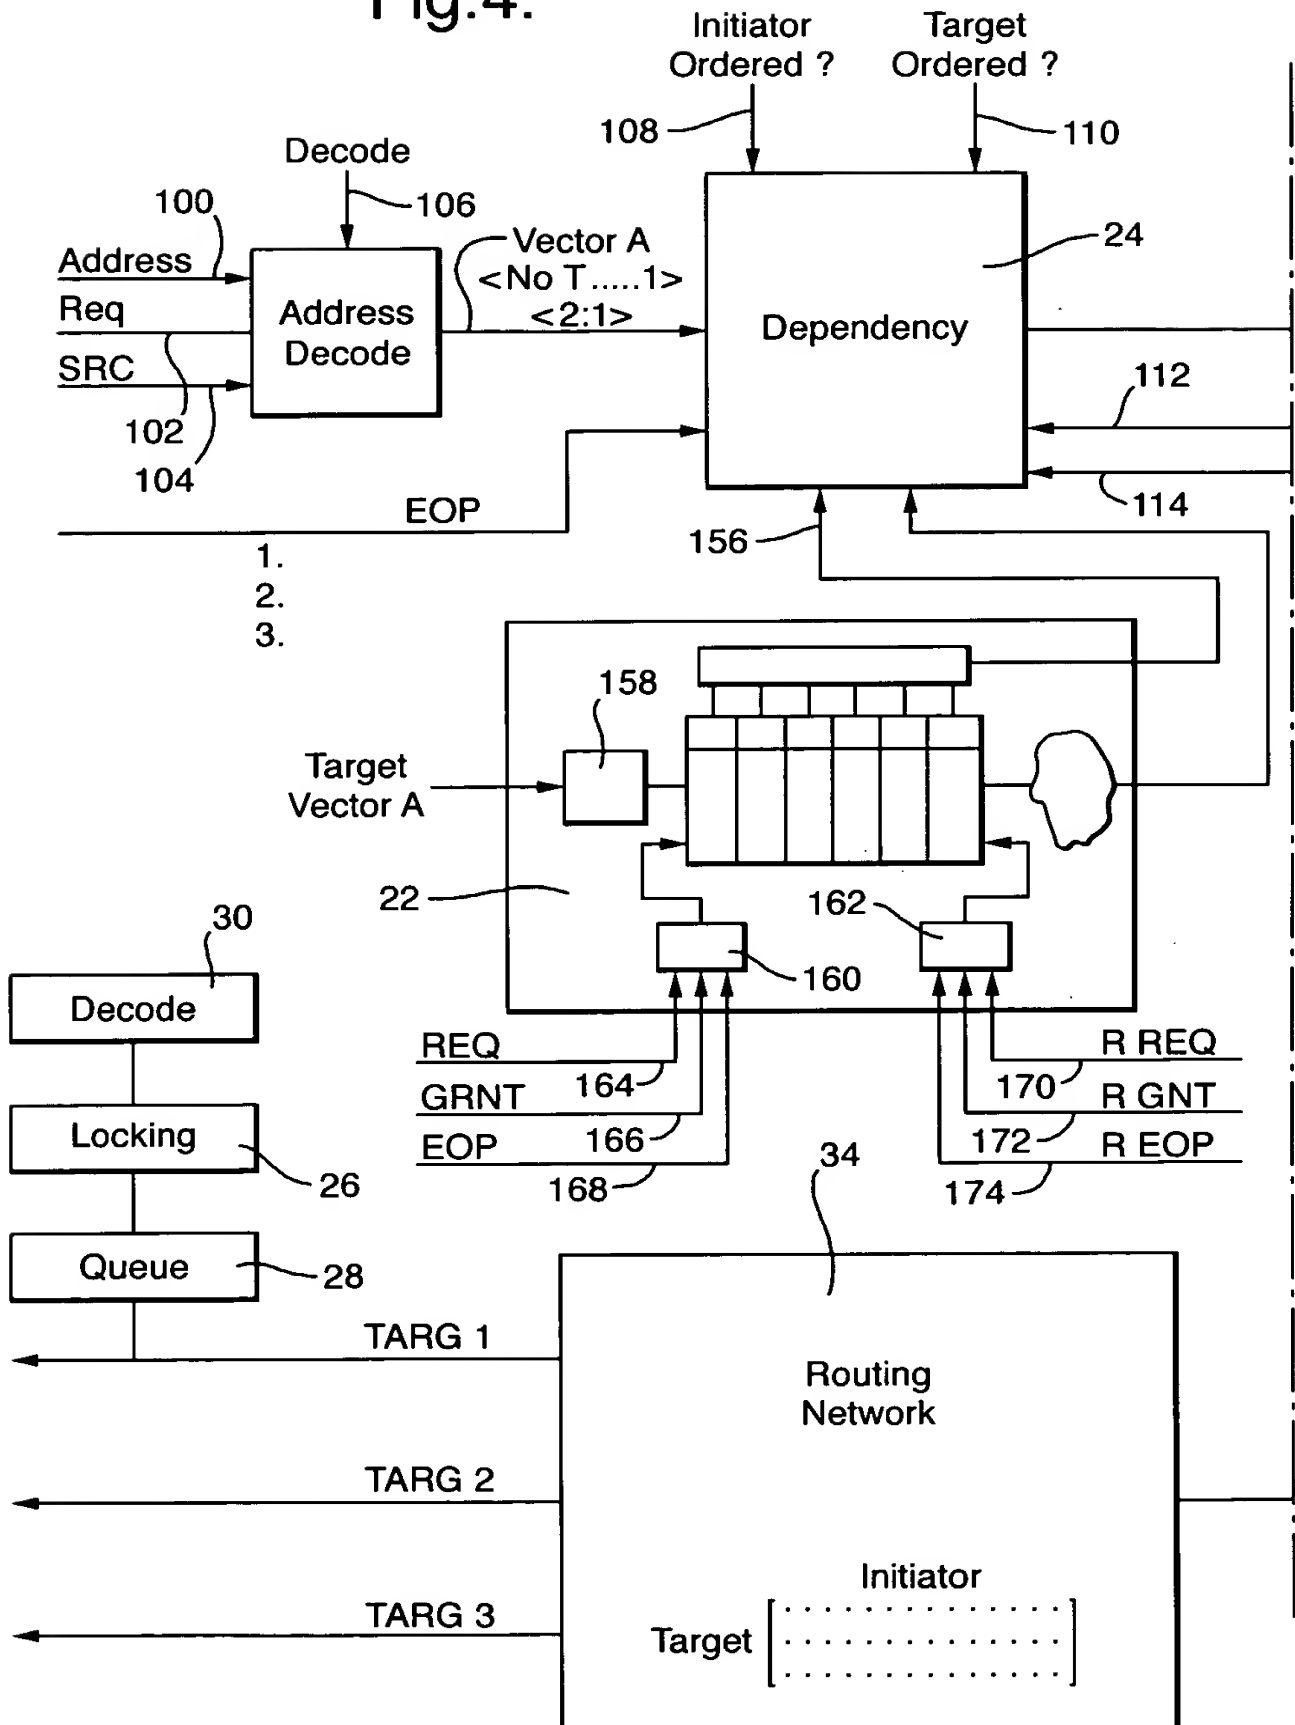 Fig.4.
Initiator
Ordered ?
Target
Ordered ?
108
110
Decode
106
100
Address
Req
SRC
102
104
Address
Decode
Vector A
<No T.....1>
<2:1>
24
Dependency
112
114
EOP
156
1.
2.
3.
158
Target
Vector A
22
162
160
30
Decode
Locking
26
Queue
28
REQ
164
GRNT
166
EOP
168
R REQ
170
R GNT
172
R EOP
174
34
TARG 1
TARG 2
TARG 3
Routing
Network
Initiator
Target